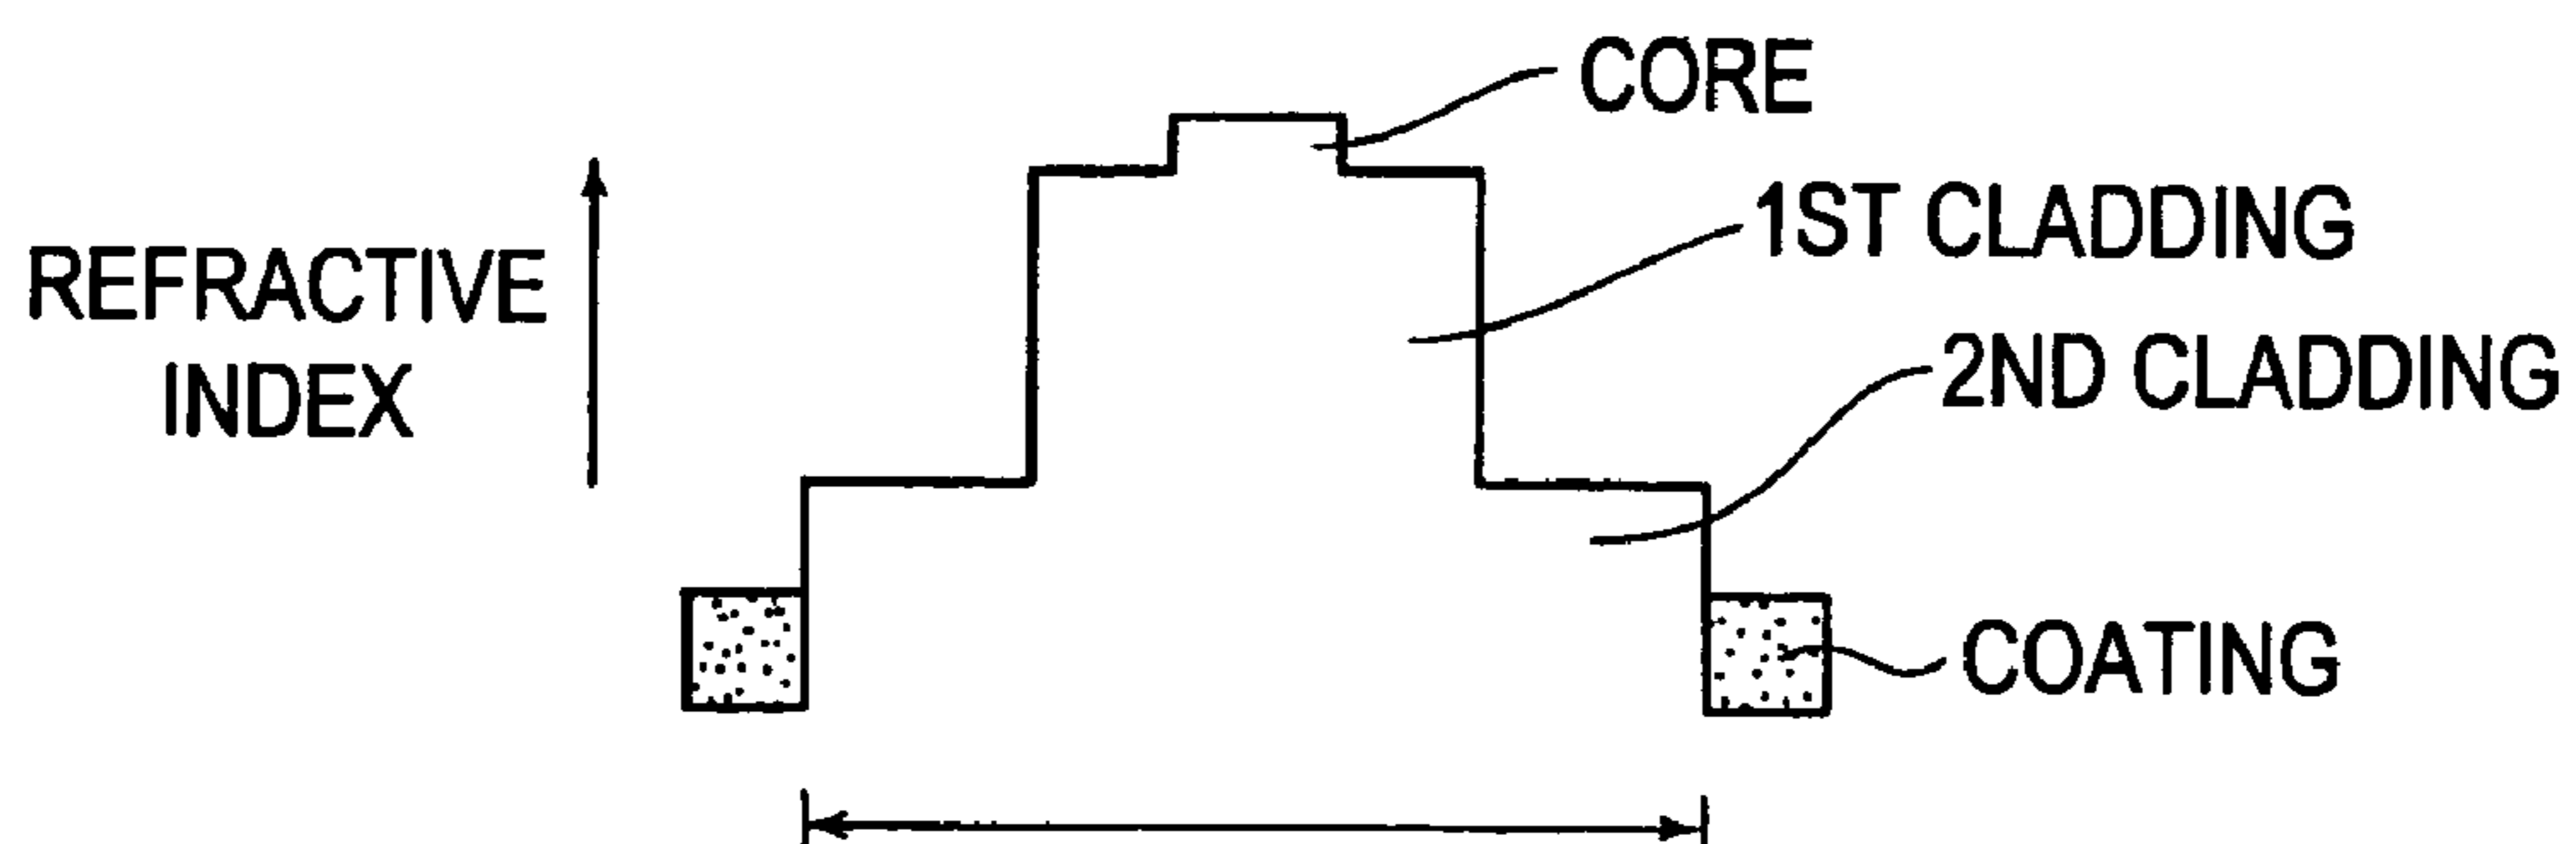 CORE
1ST CLADDING
REFRACTIVE
INDEX
2ND CLADDING
COATING